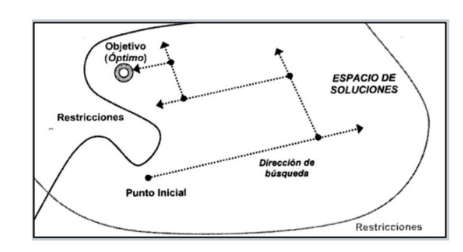 Objetivo
(Óptimo)
ESPACIO DE
SOLUCIONES
Restricciones
Dirección de
búsqueda
Punto Inicial
Restricciones